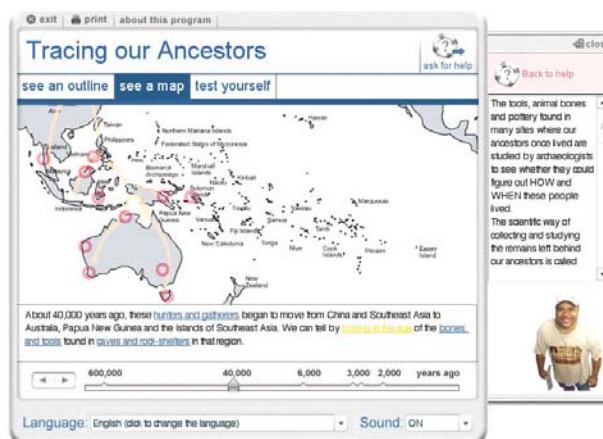 exit print about this program
Tracing our Ancestors
ask for help
see an outline see a map test yourself
Asia
Taiwan
Hawaii
Philippines
Northern Mariana Islands
Thailand
Federated States of Micronesia
Marshall Islands
Bismarck Archipelago
Nauru Kiribati
Solomon Islands
Indonesia
Papua New Guinea
Tuvalu
Tokelau
Marquesas
Vanuatu
Samoa
Fiji Islands
Tahiti
New Caledonia
Tonga
Niue
Cook Islands
Pitcairn
Easter Island
New Zealand
About 40,000 years ago, these hunters and gatherers began to move from China and Southeast Asia to
Australia, Papua New Guinea and the Islands of Southeast Asia. We can tell by looking at the age of the bones
and tools found in caves and rock-shelters in that region.
600,000 40,000 6,000 3,000 2,000 years ago
Language: English (click to change the language) Sound: ON
Back to help
The tools, animal bones
and pottery found in
many sites where our
ancestors once lived are
studied by archaeologists
to see whether they could
figure out HOW and
WHEN these people
lived.
The scientific way of
collecting and studying
the remains left behind
our ancestors is called